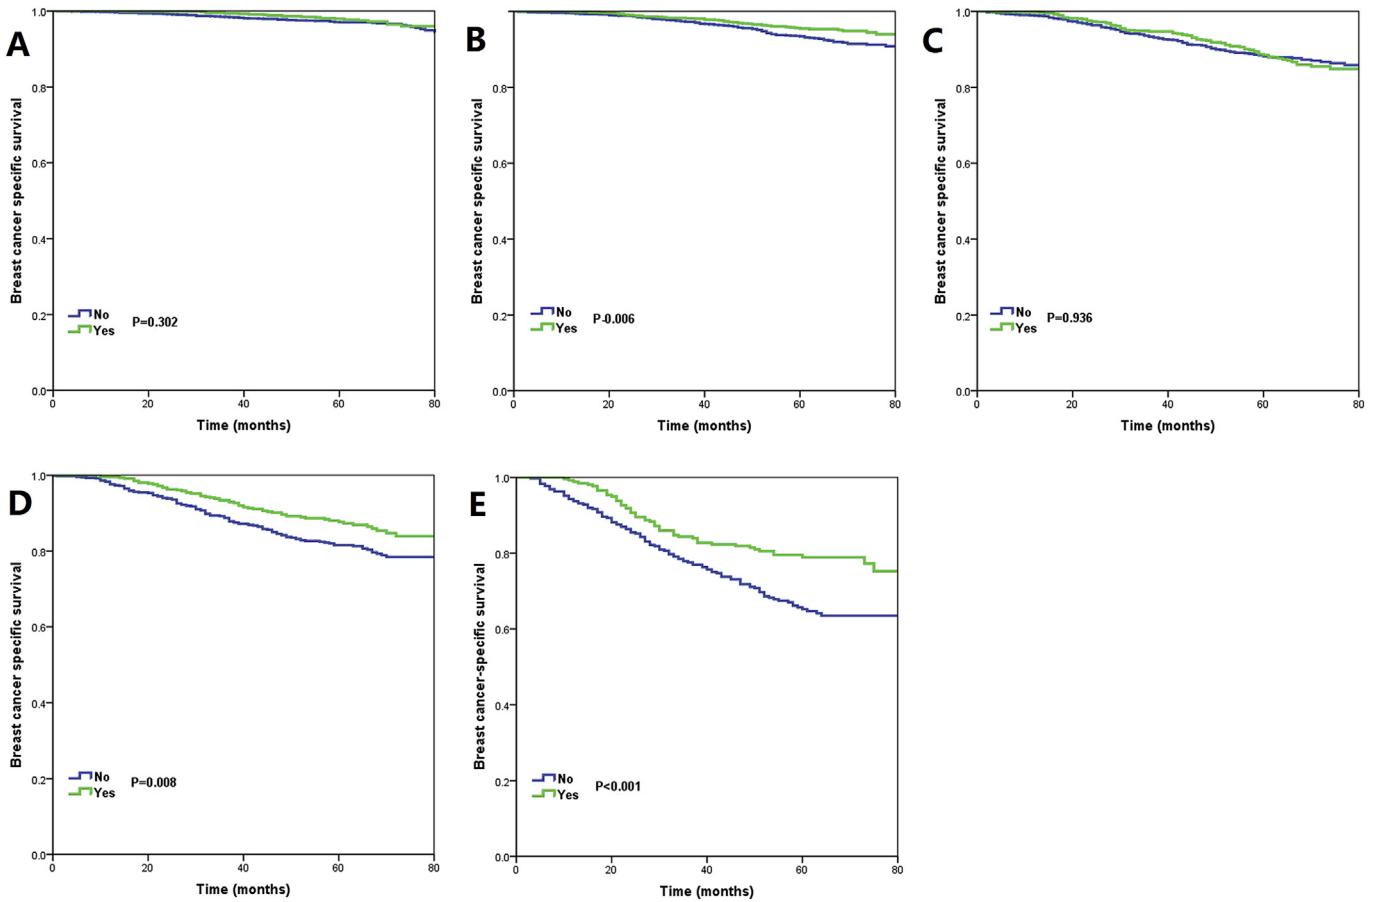 A
Breast cancer specific survival
1.0
0.8
0.6
0.4
0.2
0.0
0 20 40 60 80
Time (months)
No
Yes
P=0.302
B
Breast cancer specific survival
1.0
0.8
0.6
0.4
0.2
0.0
0 20 40 60 80
Time (months)
No
Yes
P-0.006
C
Breast cancer specific survival
1.0
0.8
0.6
0.4
0.2
0.0
0 20 40 60 80
Time (months)
No
Yes
P=0.936
D
Breast cancer specific survival
1.0
0.8
0.6
0.4
0.2
0.0
0 20 40 60 80
Time (months)
No
Yes
P=0.008
E
Breast cancer-specific survival
1.0
0.8
0.6
0.4
0.2
0.0
0 20 40 60 80
Time (months)
No
Yes
P<0.001